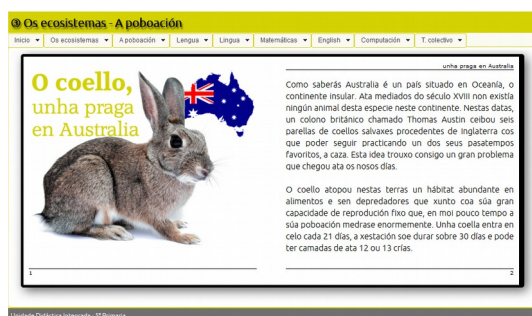 @ Os ecosistemas - A poboación
Inicio Os ecosistemas A poboación Lengua Lingua Matemáticas English Computación T. colectivo
O coello,
unha praga
en Australia
unha praga en Australia
Como saberás Australia é un país situado en Oceanía, o
continente insular. Ata mediados do século XVIII non existía
ningún animal desta especie neste continente. Nestas datas,
un colono británico chamado Thomas Austin ceibou seis
parellas de coellos salvaxes procedentes de Inglaterra cos
que poder seguir practicando un dos seus pasatempos
favoritos, a caza. Esta idea trouxo consigo un gran problema
que chegou ata os nosos días.
O coello atopou nestas terras un hábitat abundante en
alimentos e sen depredadores que xunto coa súa gran
capacidade de reprodución fixo que, en moi pouco tempo a
súa poboación medrase enormemente. Unha coella entra en
celo cada 21 días, a xestación soe durar sobre 30 días e pode
ter camadas de ata 12 ou 13 crías.
1
2
Unidade Didáctica Integrada - 5º Primaria